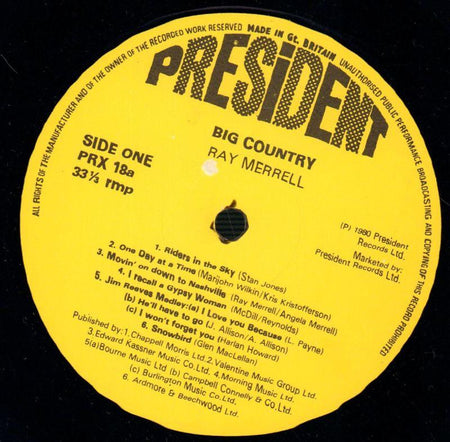 ALL RIGHTS OF THE MANUFACTURER AND OF THE OWNER OF THE RECORDED WORK RESERVED MADE IN Gt. BRITAIN UNAUTHORISED PUBLIC PERFORMANCE BROADCASTING AND COPYING OF THIS RECORD PROHIBITED
PRESiDENT
BIG COUNTRY
RAY MERRELL
SIDE ONE
PRX 18a
33⅓ rmp
(P) 1980 President
Records Ltd.
Marketed by:
President Records Ltd.
1. Riders in the Sky (Stan Jones)
2. One Day at a Time (Marijohn Wilkin/Kris Kristofferson)
3. Movin' on down to Nashville (Ray Merrell/Angela Merrell)
4. I recall a Gypsy Woman (McDill/Reynolds)
5. Jim Reeves Medley:(a) I Love you Because (L. Payne)
(b) He'll have to go (J. Allison/A. Allison)
(c) I won't forget you (Harlan Howard)
6. Snowbird (Glen MacLellan)
Published by:1. Chappell Morris Ltd.2.Valentine Music Group Ltd.
3.Edward Kassner Music Co.Ltd. 4.Morning Music Ltd.
5(a)Bourne Music Ltd (b) Campbell Connelly & Co.Ltd.
(c) Burlington Music Co.Ltd.
6. Ardmore & Beechwood Ltd.